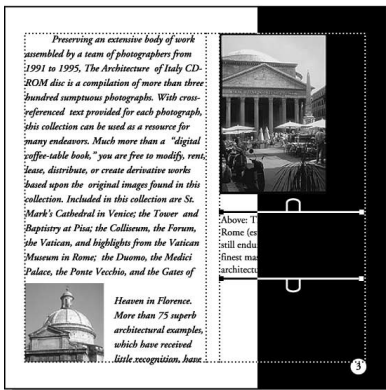 Preserving an extensive body of work
assembled by a team of photographers from
1991 to 1995, The Architecture of Italy CD-
ROM disc is a compilation of more than three
hundred sumptuous photographs. With cross-
referenced text provided for each photograph,
this collection can be used as a resource for
many endeavors. Much more than a "digital
coffee-table book," you are free to modify, rent,
lease, distribute, or create derivative works
based upon the original images found in this
collection. Included in this collection are St.
Mark's Cathedral in Venice; the Tower and
Baptistry at Pisa; the Coliseum, the Forum,
the Vatican, and highlights from the Vatican
Museum in Rome; the Duomo, the Medici
Palace, the Ponte Vecchio, and the Gates of
Heaven in Florence.
More than 75 superb
architectural examples,
which have received
little recognition, have
Above: T
Rome (es
still endu
finest mas
architectu
3